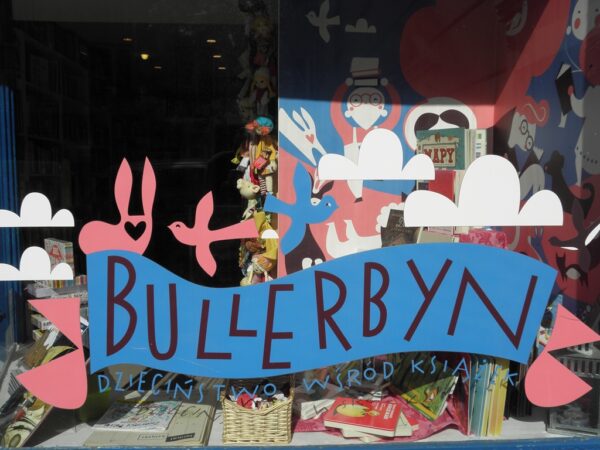 MAPY
BULLERBYN
DZIECIŃSTWO WŚRÓD KSIĄŻEK